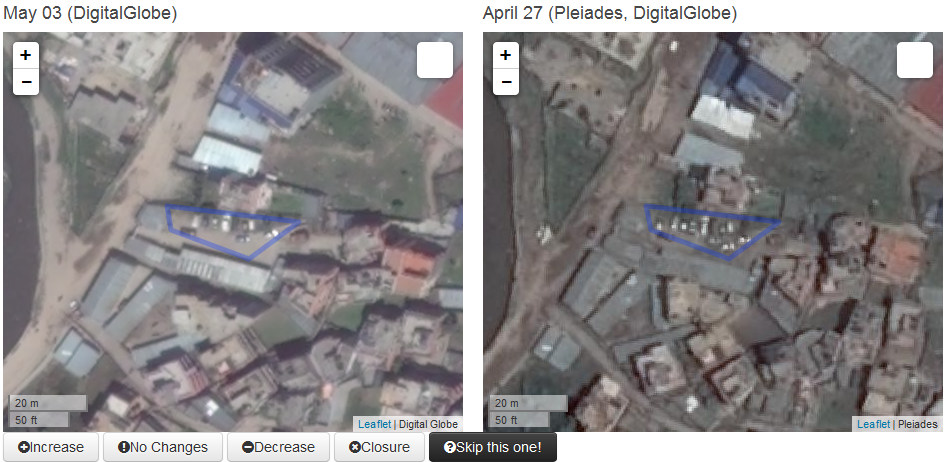 May 03 (DigitalGlobe)
April 27 (Pleiades, DigitalGlobe)
+
−
+
−
20 m
50 ft
Leaflet | Digital Globe
20 m
50 ft
Leaflet | Pleiades
Increase
No Changes
Decrease
Closure
Skip this one!